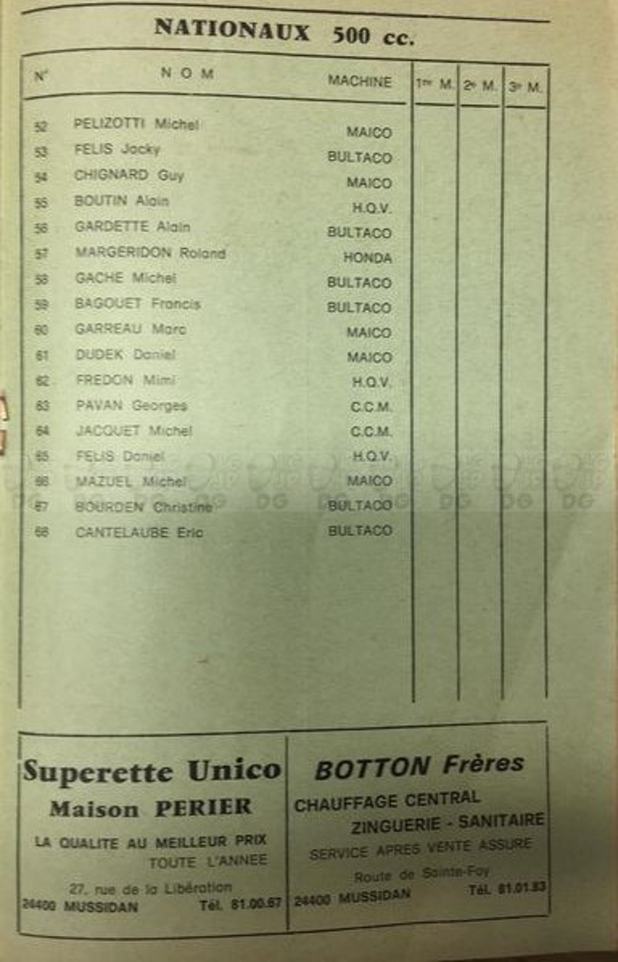 NATIONAUX 500 cc.
N° NOM MACHINE 1re M. 2e M. 3e M.
52 PELIZOTTI Michel MAICO
53 FELIS Jacky BULTACO
54 CHIGNARD Guy MAICO
55 BOUTIN Alain H.Q.V.
56 GARDETTE Alain BULTACO
57 MARGERIDON Roland HONDA
58 GACHE Michel BULTACO
59 BAGOUET Francis BULTACO
60 GARREAU Marc MAICO
61 DUDEK Daniel MAICO
62 FREDON Mimi H.Q.V.
63 PAVAN Georges C.C.M.
64 JACQUET Michel C.C.M.
65 FELIS Daniel H.Q.V.
66 MAZUEL Michel MAICO
67 BOURDEN Christine BULTACO
68 CANTELAUBE Eric BULTACO
Superette Unico
Maison PERIER
LA QUALITE AU MEILLEUR PRIX
TOUTE L'ANNEE
27, rue de la Libération
24400 MUSSIDAN Tél. 81.00.67
BOTTON Frères
CHAUFFAGE CENTRAL
ZINGUERIE - SANITAIRE
SERVICE APRES VENTE ASSURE
Route de Sainte-Foy
24400 MUSSIDAN Tél. 81.01.83